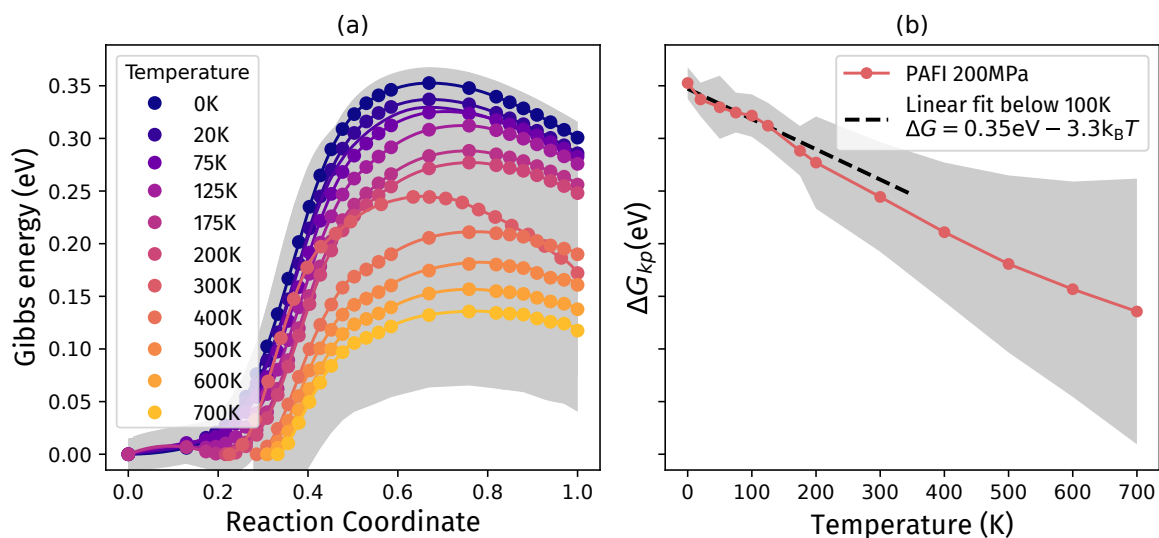 (a)
Gibbs energy (eV)
0.35
0.30
0.25
0.20
0.15
0.10
0.05
0.00
Temperature
0K
20K
75K
125K
175K
200K
300K
400K
500K
600K
700K
0.0 0.2 0.4 0.6 0.8 1.0
Reaction Coordinate
(b)
ΔG_{kp}(eV)
PAFI 200MPa
Linear fit below 100K
ΔG = 0.35eV − 3.3k_BT
0 100 200 300 400 500 600 700
Temperature (K)